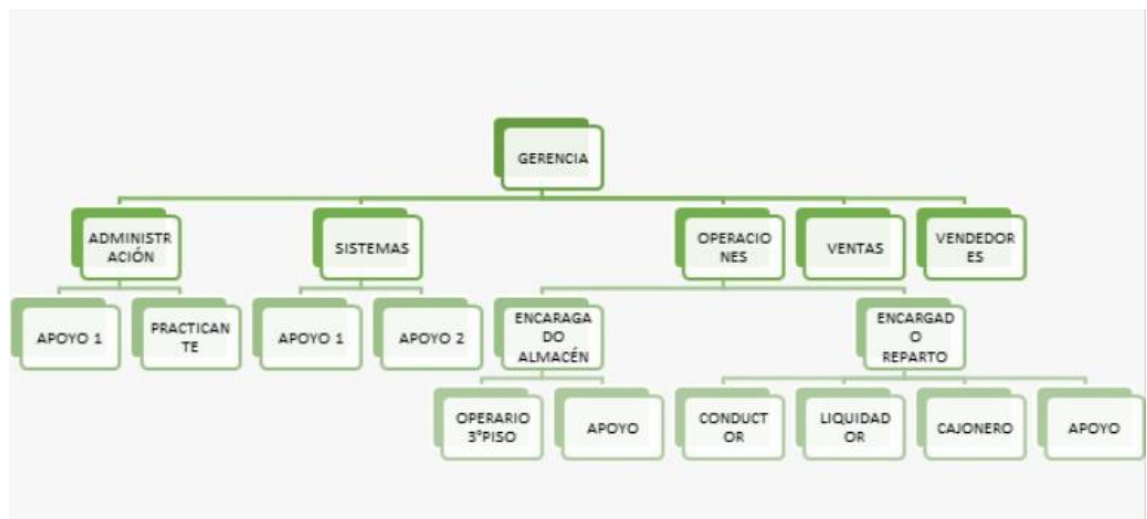 GERENCIA
ADMINISTR
ACIÓN
SISTEMAS
OPERACIO
NES
VENTAS
VENDEDOR
ES
APOYO 1
PRACTICAN
TE
APOYO 1
APOYO 2
ENCARAGA
DO
ALMACÉN
ENCARGAD
O
REPARTO
OPERARIO
3°PISO
APOYO
CONDUCT
OR
LIQUIDAD
OR
CAJONERO
APOYO